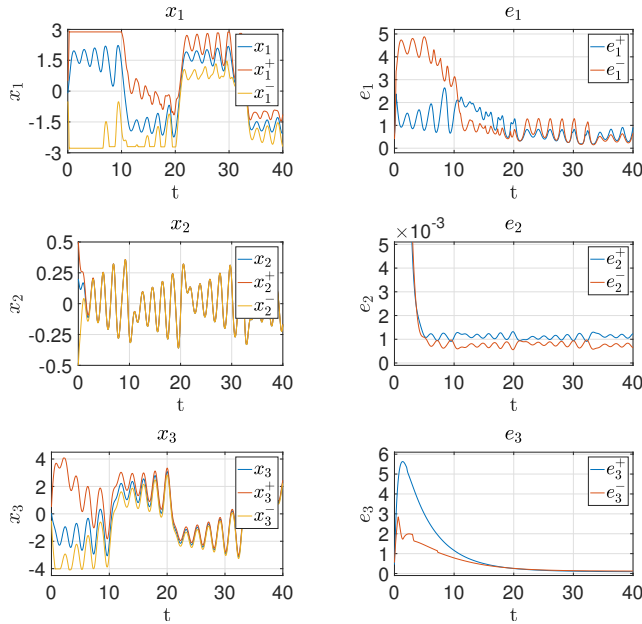 x₁
3
1.5
0
-1.5
-3
x₁
0 10 20 30 40
t
x₁
x₁⁺
x₁⁻
e₁
5
4
3
2
1
0
e₁
0 10 20 30 40
t
e₁⁺
e₁⁻
x₂
0.5
0.25
0
-0.25
-0.5
x₂
0 10 20 30 40
t
x₂
x₂⁺
x₂⁻
e₂
×10⁻³
5
4
3
2
1
0
e₂
0 10 20 30 40
t
e₂⁺
e₂⁻
x₃
4
2
0
-2
-4
x₃
0 10 20 30 40
t
x₃
x₃⁺
x₃⁻
e₃
6
5
4
3
2
1
0
e₃
0 10 20 30 40
t
e₃⁺
e₃⁻